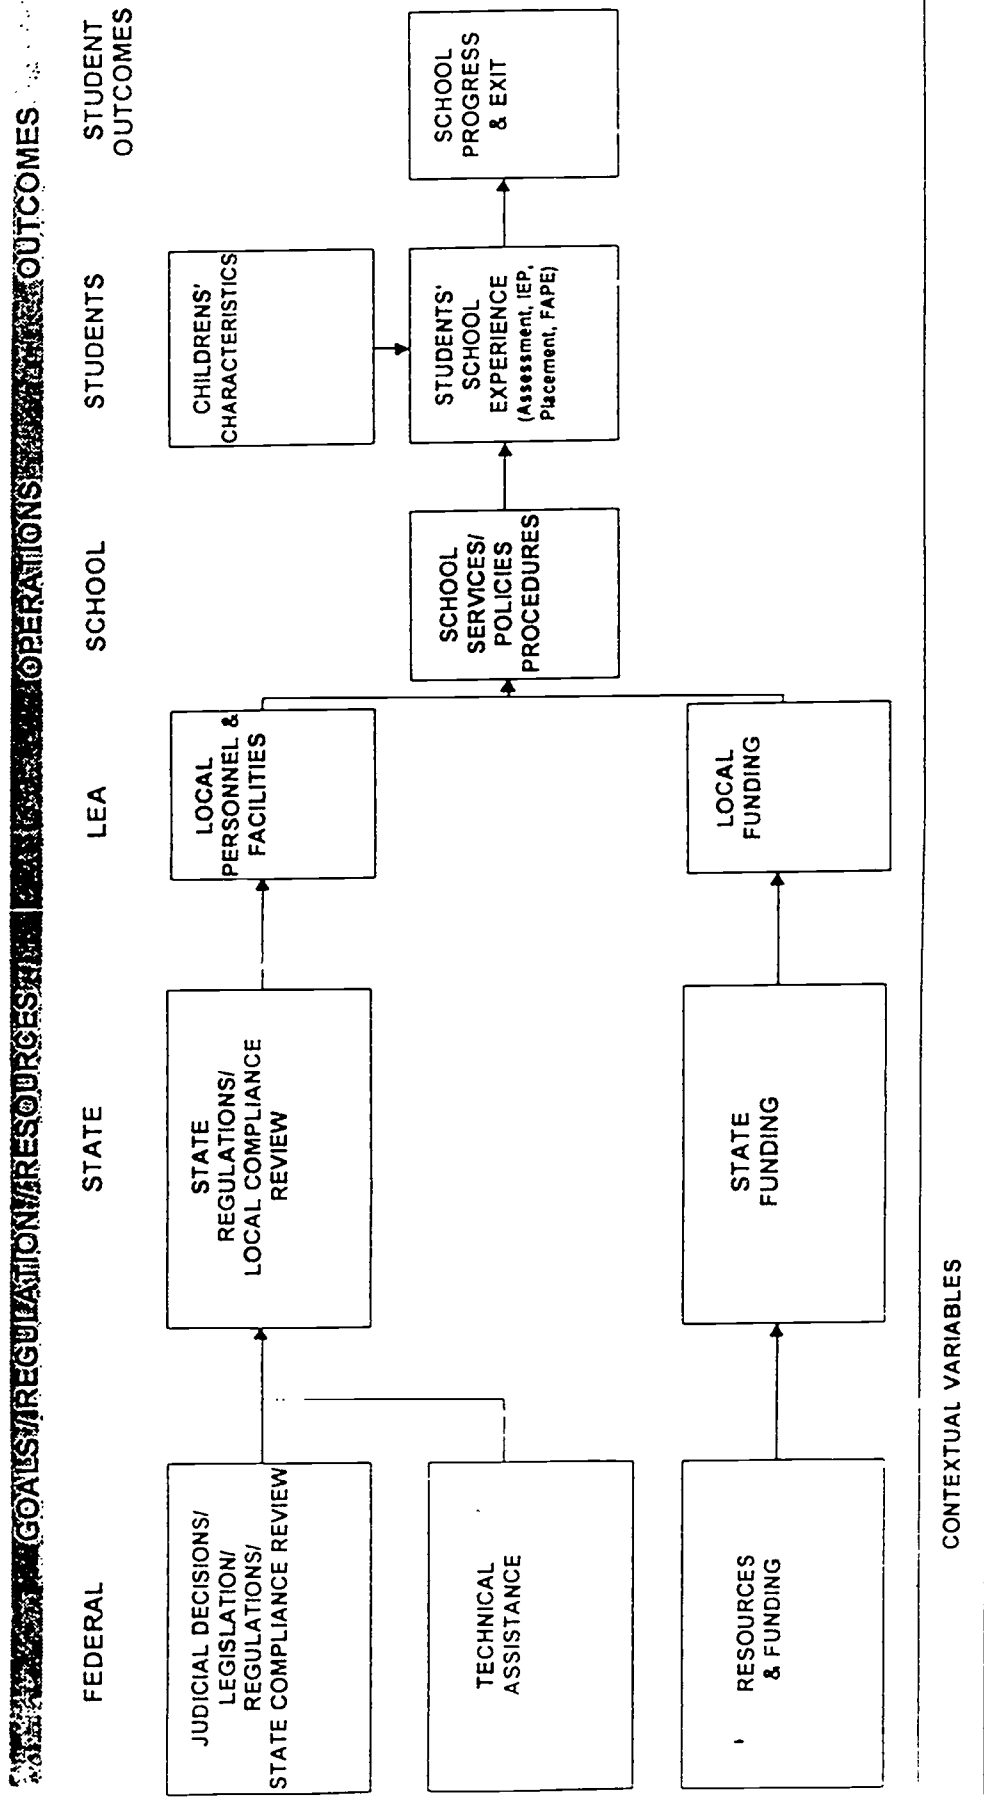 GOALS//REGULATION//RESOURCES
OPERATIONS
OUTCOMES
FEDERAL
STATE
LEA
SCHOOL
STUDENTS
STUDENT
OUTCOMES
JUDICIAL DECISIONS/
LEGISLATION/
REGULATIONS/
STATE COMPLIANCE REVIEW
STATE
REGULATIONS/
LOCAL COMPLIANCE
REVIEW
LOCAL
PERSONNEL &
FACILITIES
CHILDRENS'
CHARACTERISTICS
TECHNICAL
ASSISTANCE
SCHOOL
SERVICES/
POLICIES
PROCEDURES
STUDENTS'
SCHOOL
EXPERIENCE
(Assessment, IEP,
Placement, FAPE)
SCHOOL
PROGRESS
& EXIT
RESOURCES
& FUNDING
STATE
FUNDING
LOCAL
FUNDING
CONTEXTUAL VARIABLES